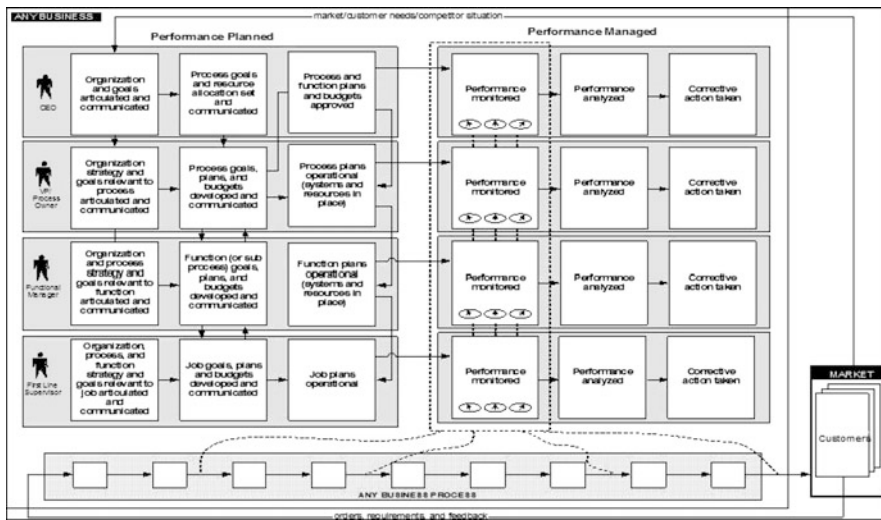 ANY BUSINESS
market/customer needs/competitor situation
Performance Planned
Performance Managed
CEO
Organization
and goals
articulated and
communicated
Process goals
and resource
allocation set
and
communicated
Process and
function plans
and budgets
approved
Performance
monitored
Performance
analyzed
Corrective
action taken
VP/
Process
Owner
Organization
strategy and
goals relevant to
process
articulated and
communicated
Process goals,
plans, and
budgets
developed and
communicated
Process plans
operational
(systems and
resources in
place)
Performance
monitored
Performance
analyzed
Corrective
action taken
Functional
Manager
Organization
and process
strategy and
goals relevant to
function
articulated and
communicated
Function (or sub
process) goals,
plans, and
budgets
developed and
communicated
Function plans
operational
(systems and
resources in
place)
Performance
monitored
Performance
analyzed
Corrective
action taken
First Line
Supervisor
Organization,
process, and
function
strategy and
goals relevant to
job articulated
and
communicated
Job goals, plans
and budgets
developed and
communicated
Job plans
operational
Performance
monitored
Performance
analyzed
Corrective
action taken
MARKET
Customers
ANY BUSINESS PROCESS
orders, requirements, and feedback